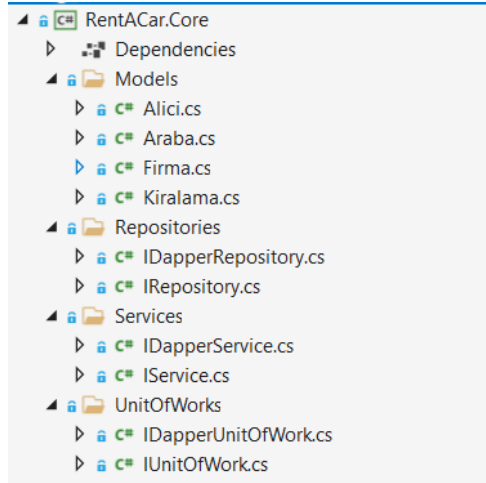 C# RentACar.Core
Dependencies
Models
C# Alici.cs
C# Araba.cs
C# Firma.cs
C# Kiralama.cs
Repositories
C# IDapperRepository.cs
C# IRepository.cs
Services
C# IDapperService.cs
C# IService.cs
UnitOfWorks
C# IDapperUnitOfWork.cs
C# IUnitOfWork.cs